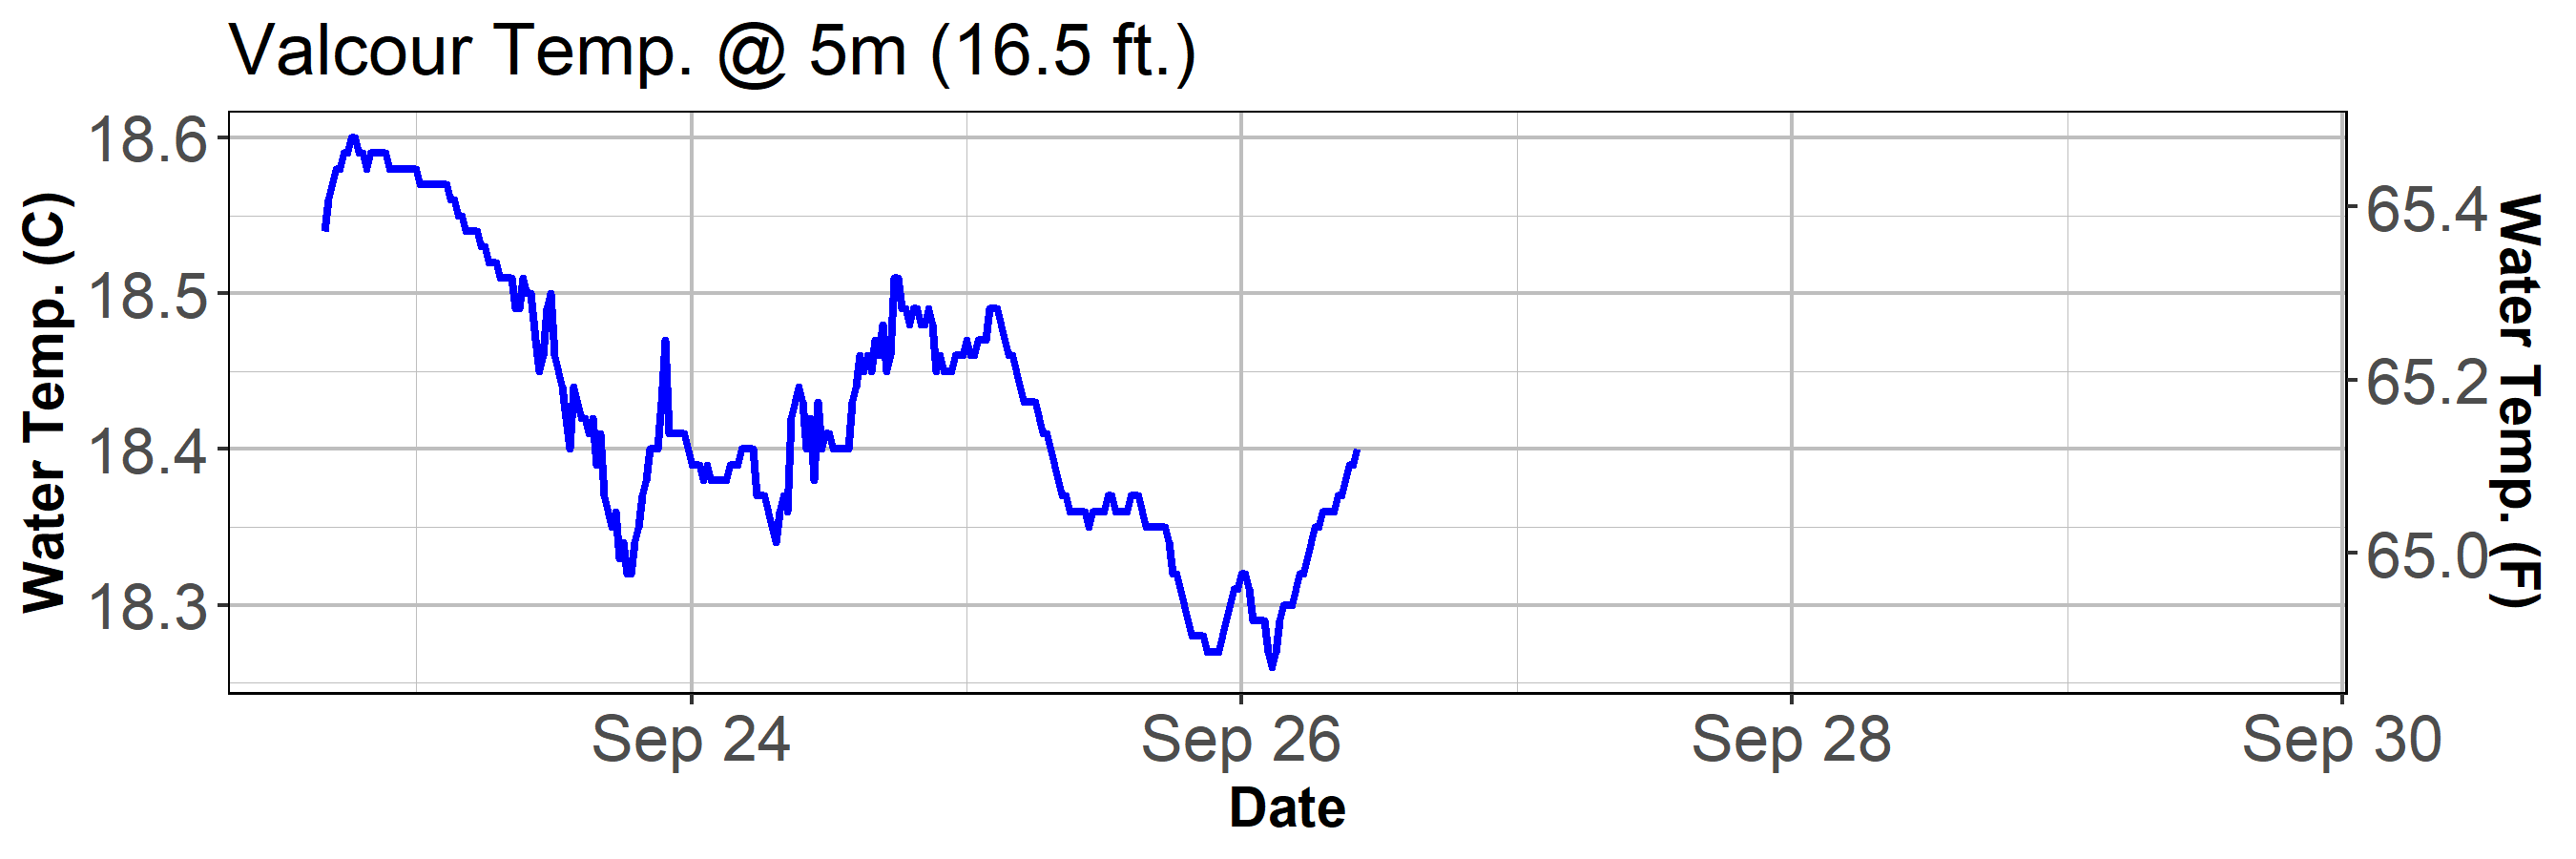 Valcour Temp. @ 5m (16.5 ft.)
Water Temp. (C)
18.6
18.5
18.4
18.3
65.4
65.2
65.0
Water Temp. (F)
Sep 24
Sep 26
Sep 28
Sep 30
Date